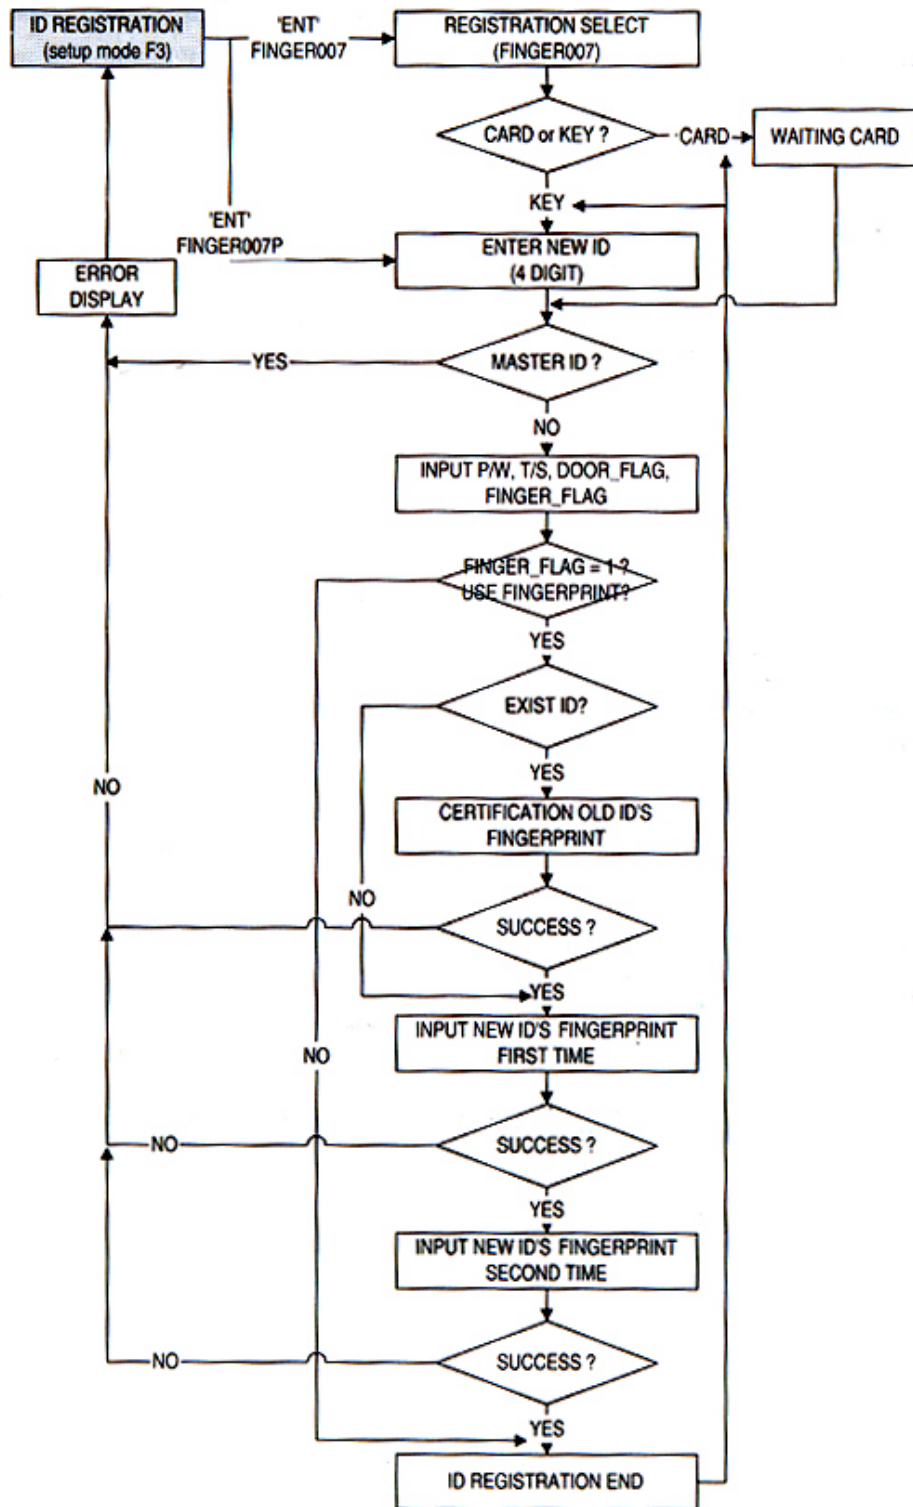 ID REGISTRATION
(setup mode F3)
'ENT'
FINGER007
REGISTRATION SELECT
(FINGER007)
CARD or KEY ?
CARD
WAITING CARD
KEY
'ENT'
FINGER007P
ENTER NEW ID
(4 DIGIT)
ERROR
DISPLAY
YES
MASTER ID ?
NO
INPUT P/W, T/S, DOOR_FLAG,
FINGER_FLAG
FINGER_FLAG = 1 ?
USE FINGERPRINT?
YES
EXIST ID?
YES
NO
CERTIFICATION OLD ID'S
FINGERPRINT
NO
SUCCESS ?
YES
INPUT NEW ID'S FINGERPRINT
FIRST TIME
NO
NO
SUCCESS ?
YES
INPUT NEW ID'S FINGERPRINT
SECOND TIME
NO
SUCCESS ?
YES
ID REGISTRATION END